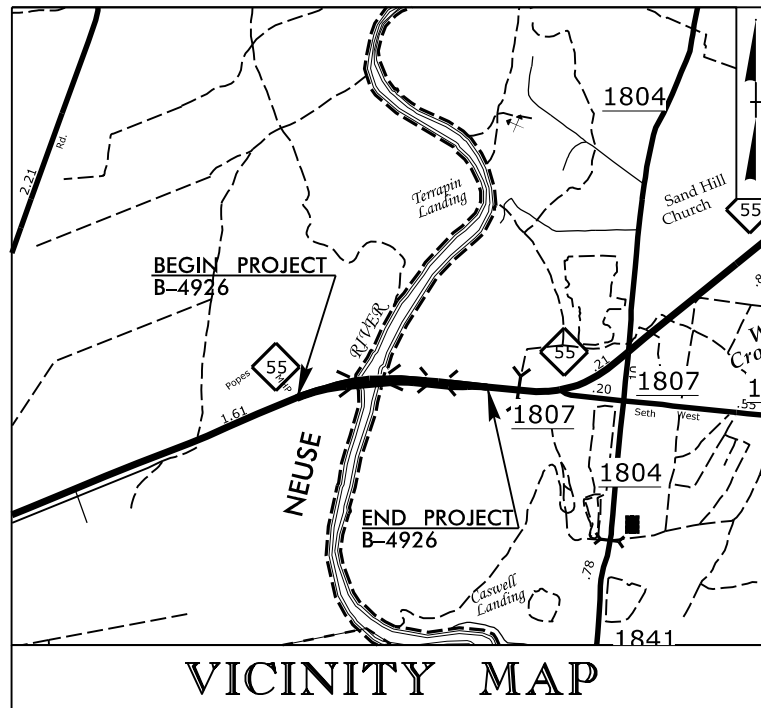 1804
2.21
Rd.
Terrapin
Landing
Sand Hill
Church
55
BEGIN PROJECT
B-4926
RIVER
55
55
Popes
.21
.20
1807
1.61
1807
Seth West
.55
NEUSE
1804
END PROJECT
B-4926
.78
Caswell
Landing
1841
VICINITY MAP